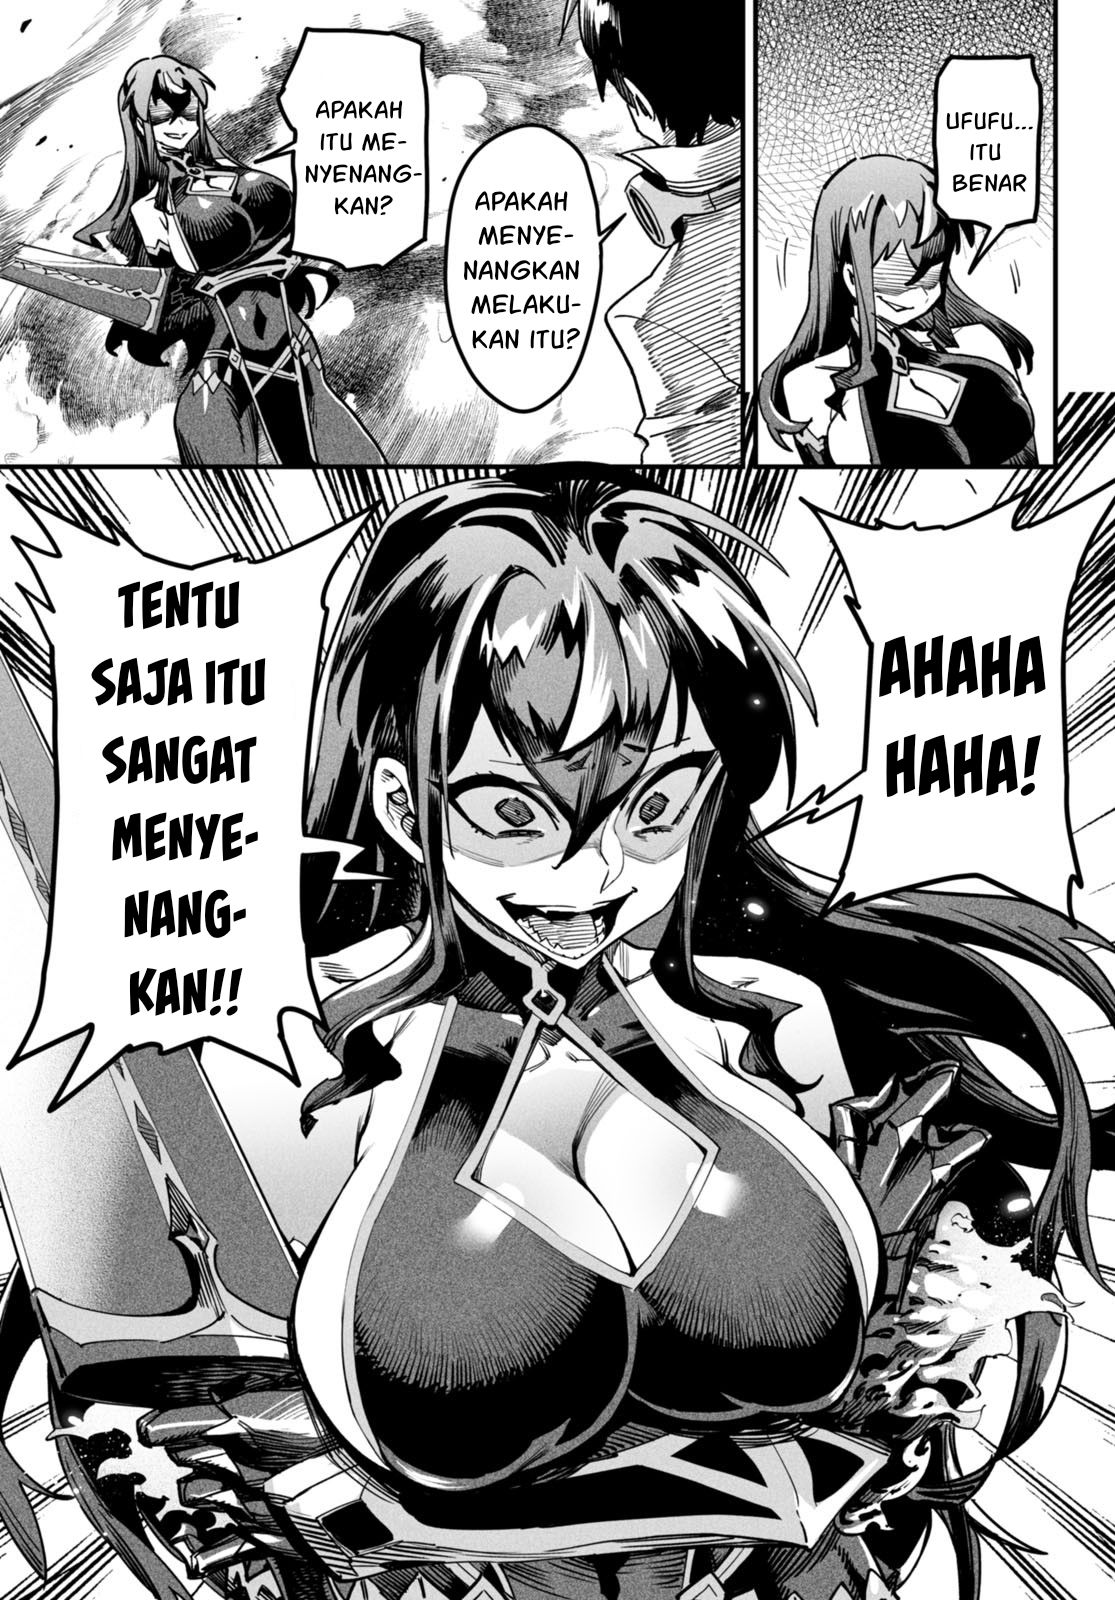 UFUFU...
ITU
BENAR
APAKAH
MENYE-
NANGKAN
MELAKU-
KAN ITU?
APAKAH
ITU ME-
NYENANG-
KAN?
AHAHA
HAHA!
TENTU
SAJA ITU
SANGAT
MENYE-
NANG-
KAN!!